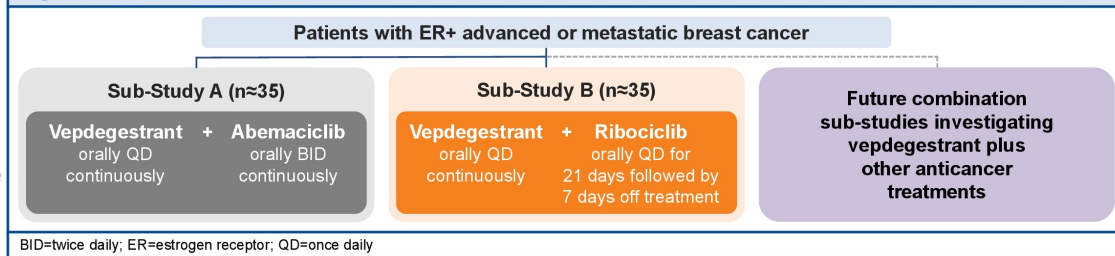 Patients with ER+ advanced or metastatic breast cancer
Sub-Study A (n≈35)
Vepdegestrant + Abemaciclib
orally QD orally BID
continuously continuously
Sub-Study B (n≈35)
Vepdegestrant + Ribociclib
orally QD orally QD for
continuously 21 days followed by
7 days off treatment
Future combination
sub-studies investigating
vepdegestrant plus
other anticancer
treatments
BID=twice daily; ER=estrogen receptor; QD=once daily